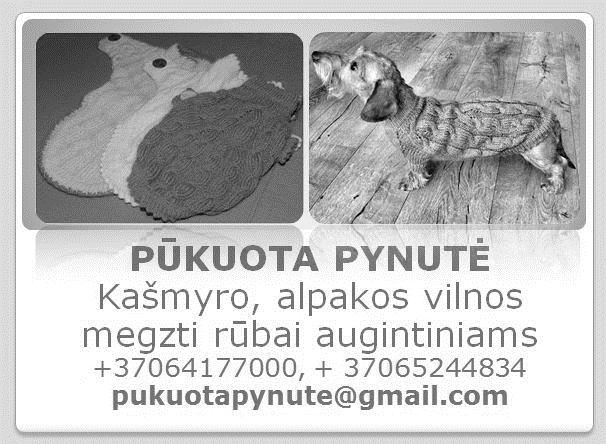 PŪKUOTA PYNUTĖ
Kašmyro, alpakos vilnos
megzti rūbai augintiniams
+37064177000, + 37065244834
pukuotapynute@gmail.com